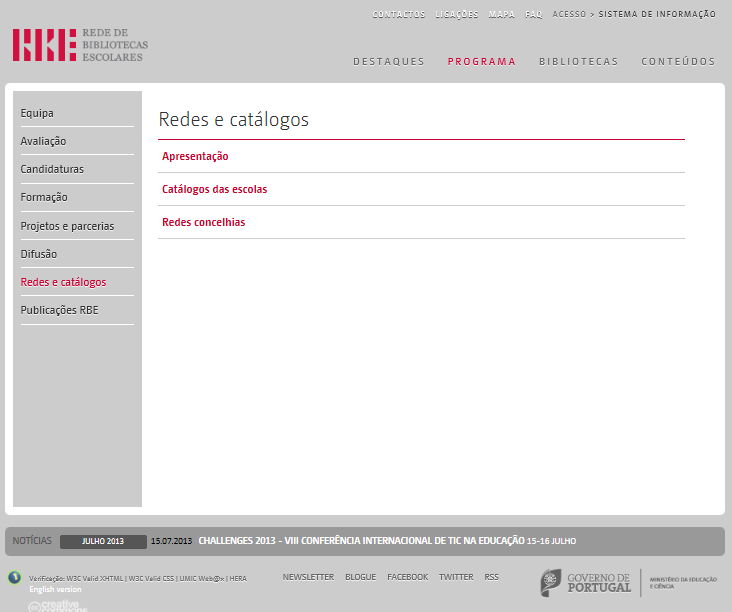 CONTACTOS LIGAÇÕES MAPA FAQ ACESSO > SISTEMA DE INFORMAÇÃO
REDE DE
BIBLIOTECAS
ESCOLARES
DESTAQUES PROGRAMA BIBLIOTECAS CONTEÚDOS
Equipa
Avaliação
Candidaturas
Formação
Projetos e parcerias
Difusão
Redes e catálogos
Publicações RBE
Redes e catálogos
Apresentação
Catálogos das escolas
Redes concelhias
NOTÍCIAS JULHO 2013 15.07.2013 CHALLENGES 2013 - VIII CONFERÊNCIA INTERNACIONAL DE TIC NA EDUCAÇÃO 15-16 JULHO
Verificação: W3C Valid XHTML | W3C Valid CSS | UMIC Web@x | HERA
English version
creative
commons
NEWSLETTER BLOGUE FACEBOOK TWITTER RSS
GOVERNO DE
PORTUGAL
MINISTÉRIO DA EDUCAÇÃO
E CIÊNCIA